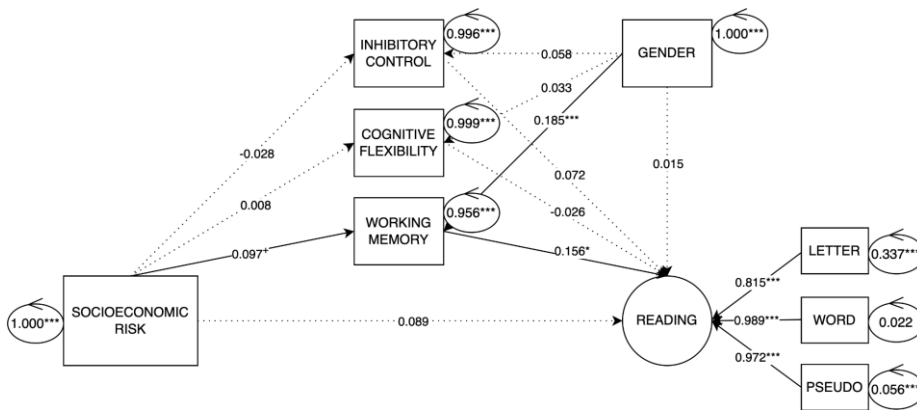 INHIBITORY
CONTROL
0.996***
GENDER
1.000***
0.058
0.033
COGNITIVE
FLEXIBILITY
0.999***
0.185***
-0.028
0.072
0.015
0.008
-0.026
WORKING
MEMORY
0.956***
0.097+
0.156*
LETTER
0.337***
0.815***
SOCIOECONOMIC
RISK
1.000***
0.089
READING
0.989***
WORD
0.022
0.972***
PSEUDO
0.056***